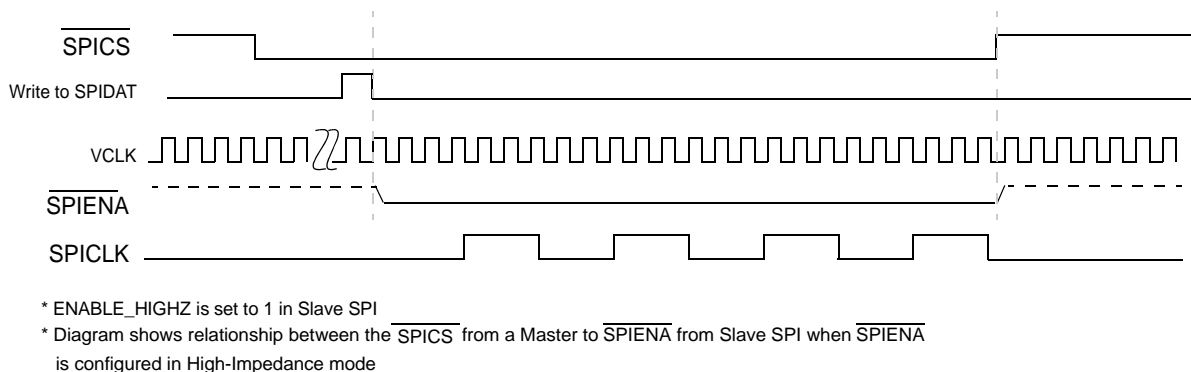 SPICS
Write to SPIDAT
VCLK
SPIENA
SPICLK
* ENABLE_HIGHZ is set to 1 in Slave SPI
* Diagram shows relationship between the SPICS from a Master to SPIENA from Slave SPI when SPIENA
is configured in High-Impedance mode